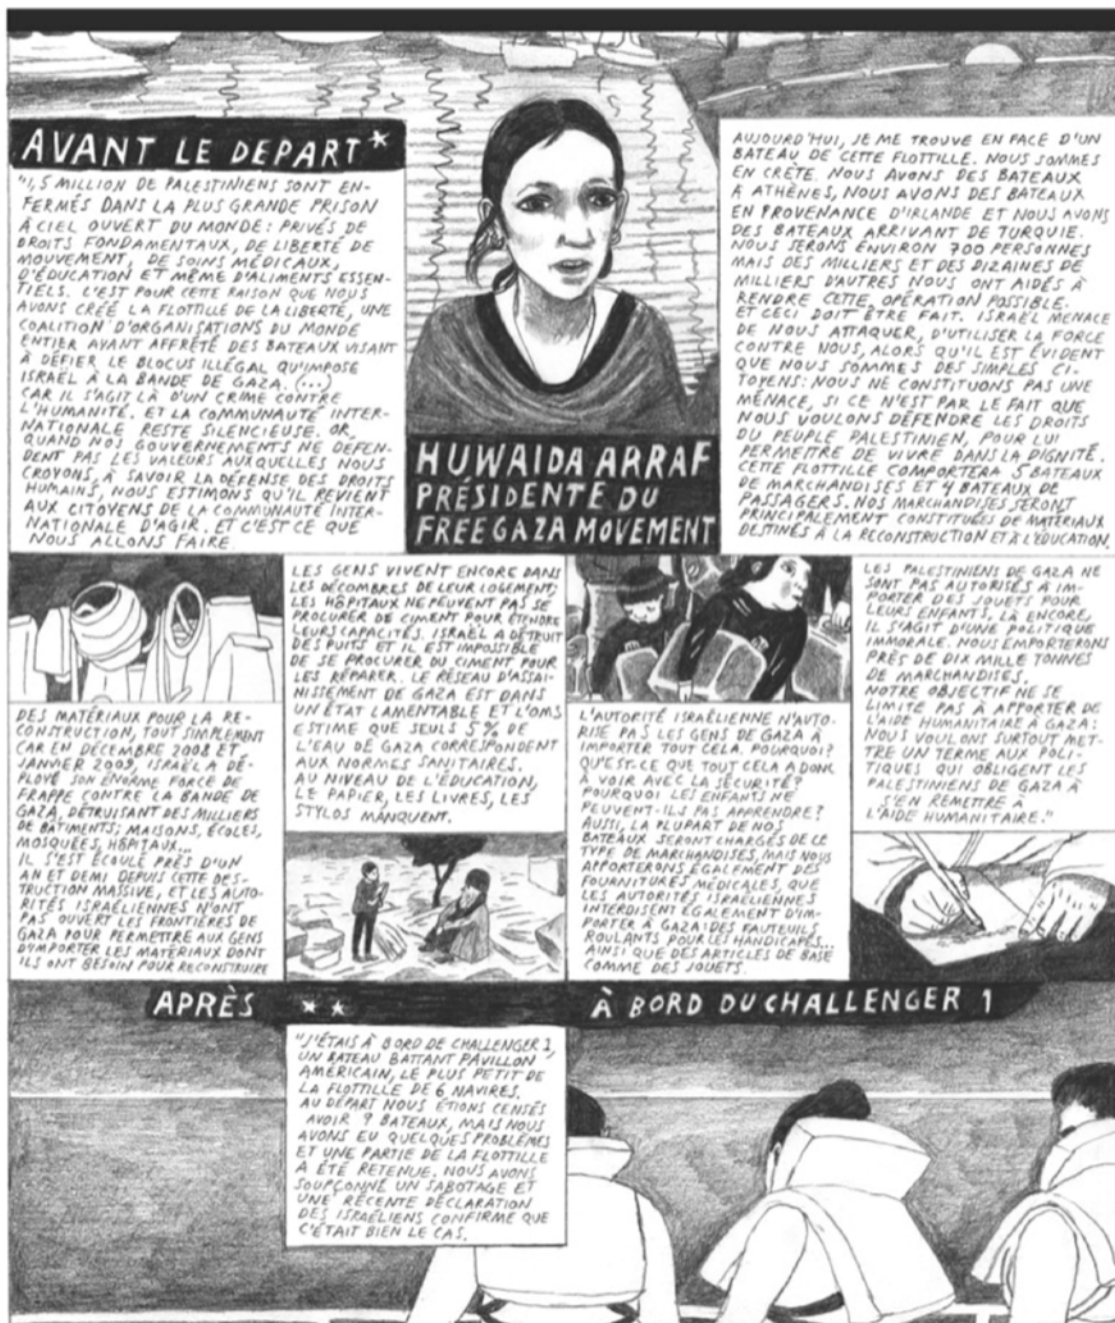 AVANT LE DEPART*
"1,5 MILLION DE PALESTINIENS SONT EN-
FERMÉS DANS LA PLUS GRANDE PRISON
À CIEL OUVERT DU MONDE: PRIVÉS DE
DROITS FONDAMENTAUX, DE LIBERTÉ DE
MOUVEMENT, DE SOINS MÉDICAUX,
D'ÉDUCATION ET MÊME D'ALIMENTS ESSEN-
TIELS. C'EST POUR CETTE RAISON QUE NOUS
AVONS CRÉÉ LA FLOTTILLE DE LA LIBERTÉ, UNE
COALITION D'ORGANISATIONS DU MONDE
ENTIER AYANT AFFRÉTÉ DES BATEAUX VISANT
À DÉFIER LE BLOCUS ILLÉGAL QU'IMPOSE
ISRAËL À LA BANDE DE GAZA. (...)
CAR IL S'AGIT LÀ D'UN CRIME CONTRE
L'HUMANITÉ. ET LA COMMUNAUTÉ INTER-
NATIONALE RESTE SILENCIEUSE. OR,
QUAND NOS GOUVERNEMENTS NE DÉFEN-
DENT PAS LES VALEURS AUXQUELLES NOUS
CROYONS, À SAVOIR LA DÉFENSE DES DROITS
HUMAINS, NOUS ESTIMONS QU'IL REVIENT
AUX CITOYENS DE LA COMMUNAUTÉ INTER-
NATIONALE D'AGIR. ET C'EST CE QUE
NOUS ALLONS FAIRE.
HUWAIDA ARRAF
PRÉSIDENTE DU
FREE GAZA MOVEMENT
AUJOURD'HUI, JE ME TROUVE EN FACE D'UN
BATEAU DE CETTE FLOTTILLE. NOUS SOMMES
EN CRÈTE. NOUS AVONS DES BATEAUX
À ATHÈNES, NOUS AVONS DES BATEAUX
EN PROVENANCE D'IRLANDE ET NOUS AVONS
DES BATEAUX ARRIVANT DE TURQUIE.
NOUS SERONS ENVIRON 700 PERSONNES
MAIS DES MILLIERS ET DES DIZAINES DE
MILLIERS D'AUTRES NOUS ONT AIDÉS À
RENDRE CETTE OPÉRATION POSSIBLE.
ET CECI DOIT ÊTRE FAIT. ISRAËL MENACE
DE NOUS ATTAQUER, D'UTILISER LA FORCE
CONTRE NOUS, ALORS QU'IL EST ÉVIDENT
QUE NOUS SOMMES DES SIMPLES CI-
TOYENS: NOUS NE CONSTITUONS PAS UNE
MENACE, SI CE N'EST PAR LE FAIT QUE
NOUS VOULONS DÉFENDRE LES DROITS
DU PEUPLE PALESTINIEN, POUR LUI
PERMETTRE DE VIVRE DANS LA DIGNITÉ.
CETTE FLOTTILLE COMPORTERA 5 BATEAUX
DE MARCHANDISES ET 4 BATEAUX DE
PASSAGERS. NOS MARCHANDISES SERONT
PRINCIPALEMENT CONSTITUÉES DE MATÉRIAUX
DESTINÉS À LA RECONSTRUCTION ET À L'ÉDUCATION.
DES MATÉRIAUX POUR LA RE-
CONSTRUCTION, TOUT SIMPLEMENT
CAR EN DÉCEMBRE 2008 ET
JANVIER 2009, ISRAËL A DÉ-
PLOYÉ SON ÉNORME FORCE DE
FRAPPE CONTRE LA BANDE DE
GAZA, DÉTRUISANT DES MILLIERS
DE BÂTIMENTS; MAISONS, ÉCOLES,
MOSQUÉES, HÔPITAUX...
IL S'EST ÉCOULÉ PRÈS D'UN
AN ET DEMI DEPUIS CETTE DES-
TRUCTION MASSIVE, ET LES AUTO-
RITÉS ISRAÉLIENNES N'ONT
PAS OUVERT LES FRONTIÈRES DE
GAZA POUR PERMETTRE AUX GENS
D'IMPORTER LES MATÉRIAUX DONT
ILS ONT BESOIN POUR RECONSTRUIRE
LES GENS VIVENT ENCORE DANS
LES DÉCOMBRES DE LEUR LOGEMENT;
LES HÔPITAUX NE PEUVENT PAS SE
PROCURER DE CIMENT POUR ÉTENDRE
LEURS CAPACITÉS. ISRAËL A DÉTRUIT
DES PUITS ET IL EST IMPOSSIBLE
DE SE PROCURER DU CIMENT POUR
LES RÉPARER. LE RÉSEAU D'ASSAI-
NISSEMENT DE GAZA EST DANS
UN ÉTAT LAMENTABLE ET L'OMS
ESTIME QUE SEULS 5% DE
L'EAU DE GAZA CORRESPONDENT
AUX NORMES SANITAIRES.
AU NIVEAU DE L'ÉDUCATION,
LE PAPIER, LES LIVRES, LES
STYLOS MANQUENT.
L'AUTORITÉ ISRAÉLIENNE N'AUTO-
RISE PAS LES GENS DE GAZA À
IMPORTER TOUT CELA. POURQUOI?
QU'EST-CE QUE TOUT CELA A DONC
À VOIR AVEC LA SÉCURITÉ?
POURQUOI LES ENFANTS NE
PEUVENT-ILS PAS APPRENDRE?
AUSSI, LA PLUPART DE NOS
BATEAUX SERONT CHARGÉS DE CE
TYPE DE MARCHANDISES, MAIS NOUS
APPORTERONS ÉGALEMENT DES
FOURNITURES MÉDICALES, QUE
LES AUTORITÉS ISRAÉLIENNES
INTERDISENT ÉGALEMENT D'IM-
PORTER À GAZA: DES FAUTEUILS
ROULANTS POUR LES HANDICAPÉS...
AINSI QUE DES ARTICLES DE BASE
COMME DES JOUETS.
LES PALESTINIENS DE GAZA NE
SONT PAS AUTORISÉS À IM-
PORTER DES JOUETS POUR
LEURS ENFANTS. LÀ ENCORE,
IL S'AGIT D'UNE POLITIQUE
IMMORALE. NOUS EMPORTERONS
PRÈS DE DIX MILLE TONNES
DE MARCHANDISES.
NOTRE OBJECTIF NE SE
LIMITE PAS À APPORTER DE
L'AIDE HUMANITAIRE À GAZA:
NOUS VOULONS SURTOUT MET-
TRE UN TERME AUX POLI-
TIQUES QUI OBLIGENT LES
PALESTINIENS DE GAZA À
S'EN REMETTRE À
L'AIDE HUMANITAIRE."
APRÈS ** À BORD DU CHALLENGER 1
"J'ÉTAIS À BORD DE CHALLENGER 1,
UN BATEAU BATTANT PAVILLON
AMÉRICAIN, LE PLUS PETIT DE
LA FLOTTILLE DE 6 NAVIRES.
AU DÉPART NOUS ÉTIONS CENSÉS
AVOIR 9 BATEAUX, MAIS NOUS
AVONS EU QUELQUES PROBLÈMES
ET UNE PARTIE DE LA FLOTTILLE
A ÉTÉ RETENUE. NOUS AVONS
SOUPÇONNÉ UN SABOTAGE ET
UNE RÉCENTE DÉCLARATION
DES ISRAÉLIENS CONFIRME QUE
C'ÉTAIT BIEN LE CAS.